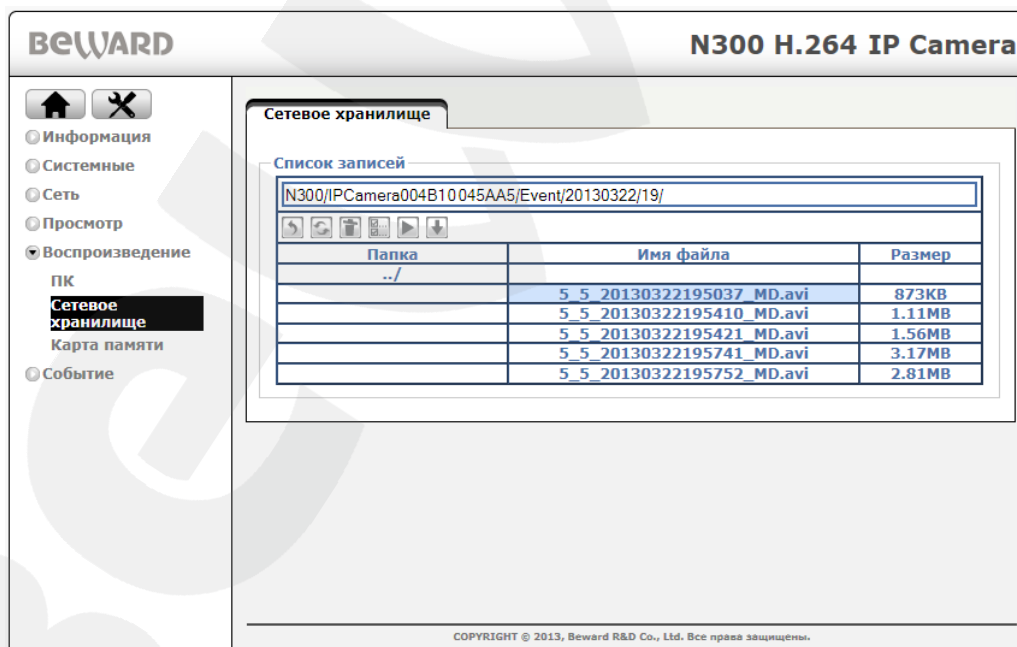 BEWARD
N300 H.264 IP Camera
Информация
Системные
Сеть
Просмотр
Воспроизведение
ПК
Сетевое
хранилище
Карта памяти
Событие
Сетевое хранилище
Список записей
N300/IPCamera004B10045AA5/Event/20130322/19/
Папка Имя файла Размер
../
5_5_20130322195037_MD.avi 873KB
5_5_20130322195410_MD.avi 1.11MB
5_5_20130322195421_MD.avi 1.56MB
5_5_20130322195741_MD.avi 3.17MB
5_5_20130322195752_MD.avi 2.81MB
COPYRIGHT © 2013, Beward R&D Co., Ltd. Все права защищены.